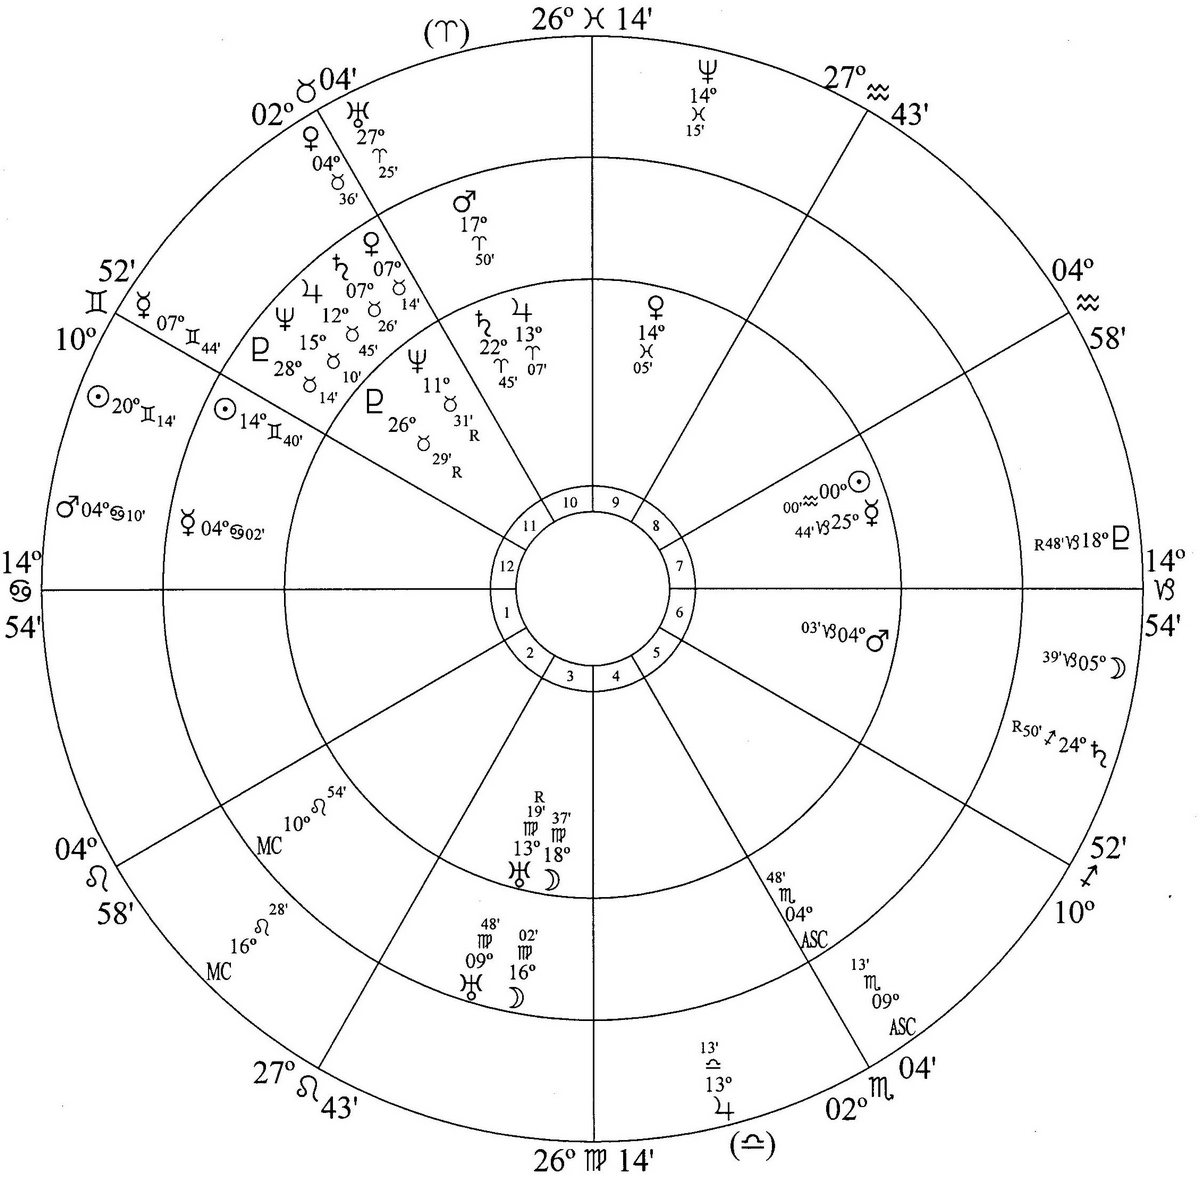 26° ♓ 14'
(♈)
27° ♒ 43'
04° ♒ 58'
14° ♑ 54'
10° ♐ 52'
02° ♏ 04'
(♎)
26° ♍ 14'
27° ♌ 43'
04° ♌ 58'
14° ♋ 54'
10° ♊ 52'
02° ♉ 04'
♆ 14° ♓ 15'
♅ 27° ♈ 25'
♀ 04° ♉ 36'
☿ 07° ♊ 44'
☉ 20° ♊ 14'
♂ 04° ♋ 10'
MC 16° ♌ 28'
♃ 13° ♎ 13'
ASC 09° ♏ 13'
R 50' ♐ 24° ♄
39' ♑ 05° ☽
R 48' ♑ 18° ♇
♂ 17° ♈ 50'
♀ 07° ♉ 14'
♄ 07° ♉ 26'
♃ 12° ♉ 45'
♆ 15° ♉ 10'
♇ 28° ♉ 14'
☉ 14° ♊ 40'
☿ 04° ♋ 02'
MC 10° ♌ 54'
48' ♍ 09° ♅
02' ♍ 16° ☽
48' ♏ 04° ASC
♀ 14° ♓ 05'
♃ 13° ♈ 07'
♄ 22° ♈ 45'
♆ 11° ♉ 31' R
♇ 26° ♉ 29' R
R 19' ♍ 13° ♅
37' ♍ 18° ☽
03' ♑ 04° ♂
44' ♑ 25° ☿
00' ♒ 00° ☉
1
2
3
4
5
6
7
8
9
10
11
12